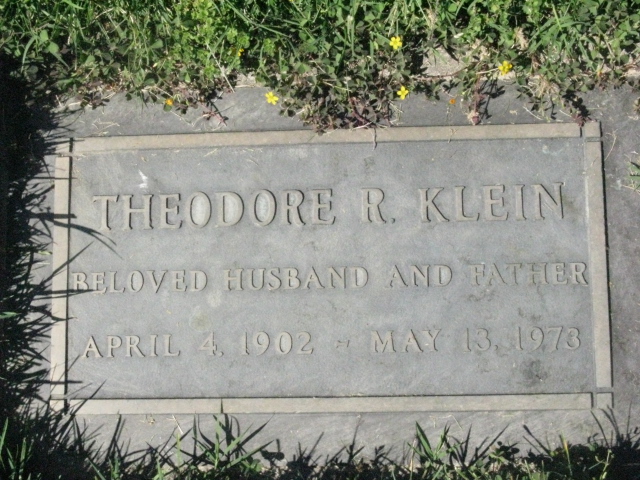 THEODORE R. KLEIN
BELOVED HUSBAND AND FATHER
APRIL 4, 1902 - MAY 13, 1973